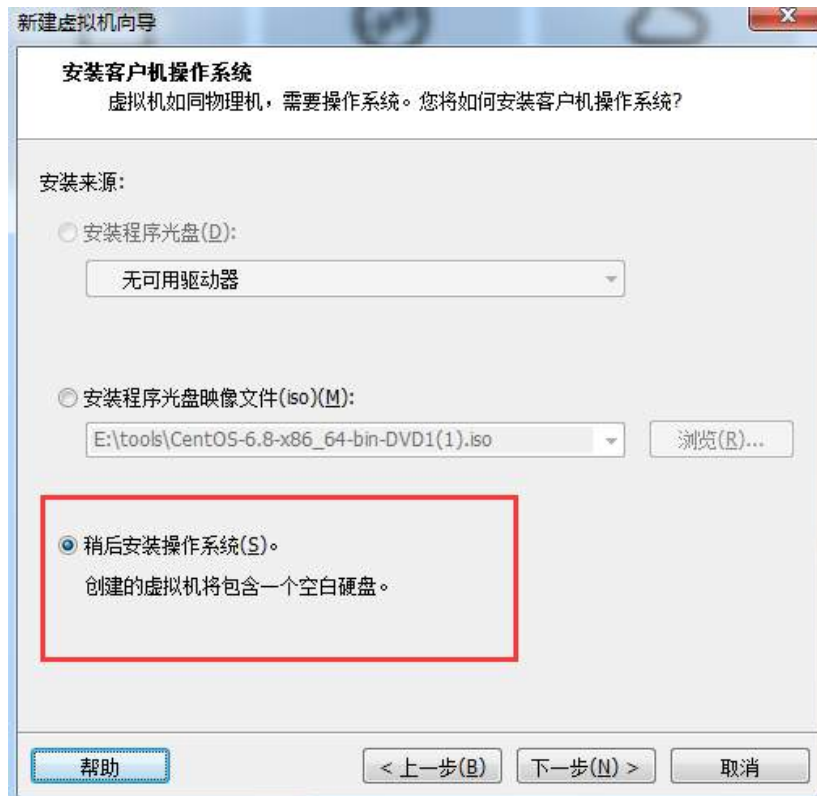 新建虚拟机向导
安装客户机操作系统
虚拟机如同物理机，需要操作系统。您将如何安装客户机操作系统?
安装来源:
安装程序光盘(D):
无可用驱动器
安装程序光盘映像文件(iso)(M):
E:\tools\CentOS-6.8-x86_64-bin-DVD1(1).iso
浏览(R)...
稍后安装操作系统(S)。
创建的虚拟机将包含一个空白硬盘。
帮助
< 上一步(B)
下一步(N) >
取消